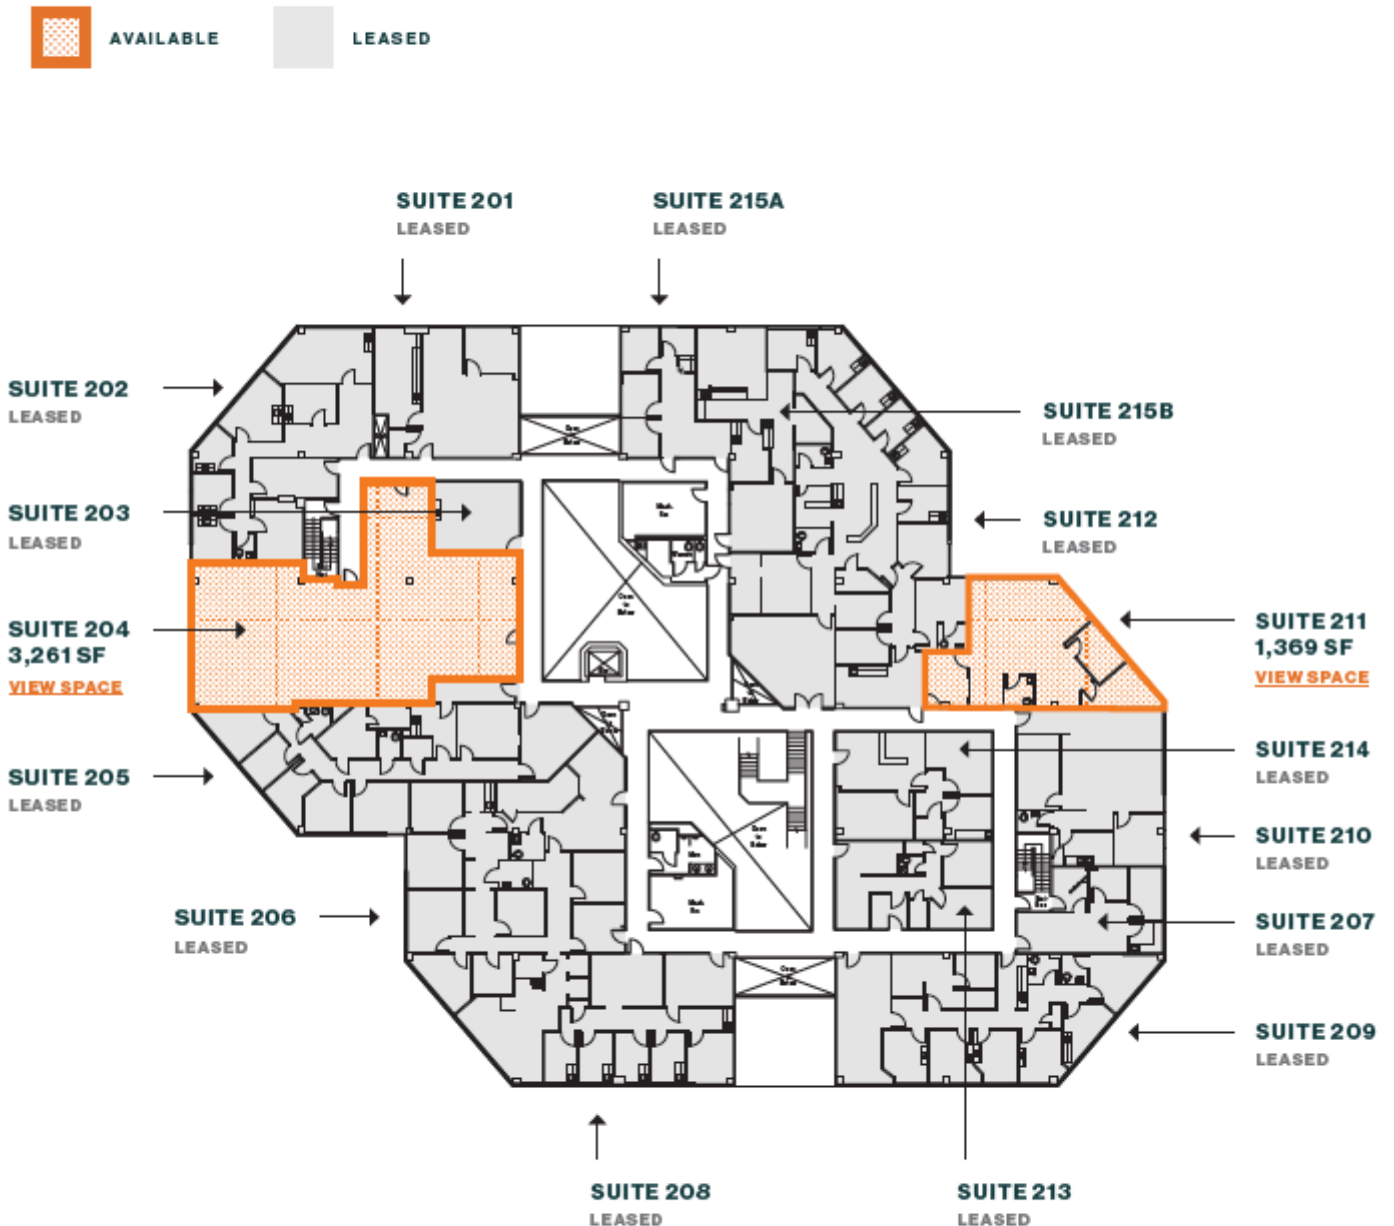 AVAILABLE
LEASED
SUITE 201
LEASED
SUITE 215A
LEASED
SUITE 202
LEASED
SUITE 215B
LEASED
SUITE 203
LEASED
SUITE 212
LEASED
SUITE 204
3,261 SF
VIEW SPACE
SUITE 211
1,369 SF
VIEW SPACE
SUITE 205
LEASED
SUITE 214
LEASED
SUITE 210
LEASED
SUITE 206
LEASED
SUITE 207
LEASED
SUITE 209
LEASED
SUITE 208
LEASED
SUITE 213
LEASED